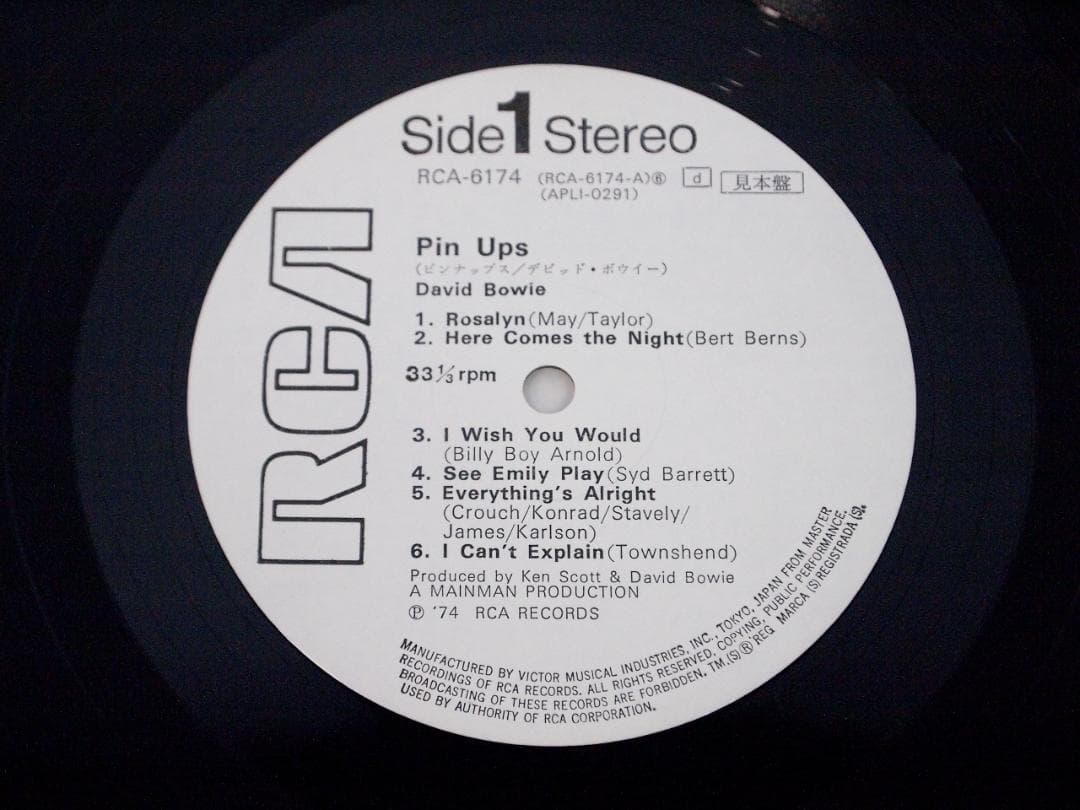 Side 1 Stereo
RCA-6174 (RCA-6174-A)Ⓑ d 見本盤
(APLI-0291)
RCA
Pin Ups
(ピンナップス/デビッド・ボウイー)
David Bowie
1. Rosalyn(May/Taylor)
2. Here Comes the Night(Bert Berns)
33⅓rpm
3. I Wish You Would
(Billy Boy Arnold)
4. See Emily Play(Syd Barrett)
5. Everything's Alright
(Crouch/Konrad/Stavely/
James/Karlson)
6. I Can't Explain(Townshend)
Produced by Ken Scott & David Bowie
A MAINMAN PRODUCTION
Ⓟ '74 RCA RECORDS
MANUFACTURED BY VICTOR MUSICAL INDUSTRIES, INC., TOKYO, JAPAN FROM MASTER
RECORDINGS OF RCA RECORDS. ALL RIGHTS RESERVED, COPYING, PUBLIC PERFORMANCE,
BROADCASTING OF THESE RECORDS ARE FORBIDDEN, TM.(S)® REG. MARCA (S) REGISTRADA (S).
USED BY AUTHORITY OF RCA CORPORATION.